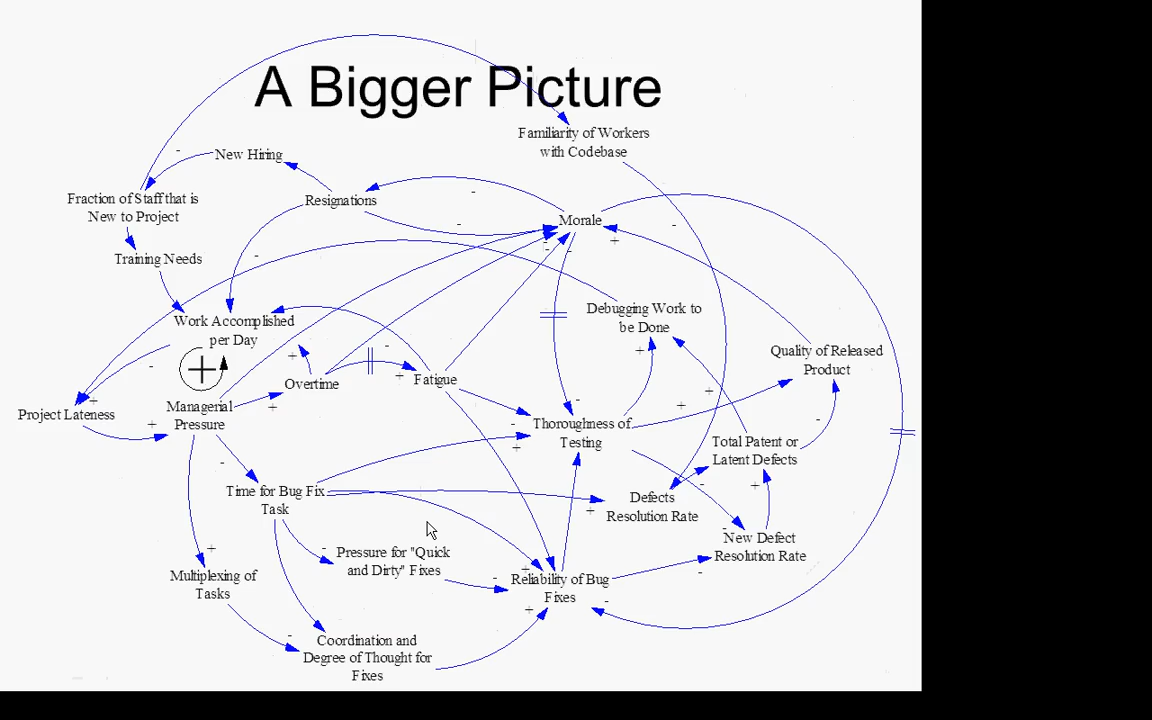 A Bigger Picture
Familiarity of Workers
with Codebase
New Hiring
Fraction of Staff that is
New to Project
Resignations
Morale
Training Needs
Work Accomplished
per Day
Debugging Work to
be Done
Quality of Released
Product
Overtime
Fatigue
Project Lateness
Managerial
Pressure
Thoroughness of
Testing
Total Patent or
Latent Defects
Time for Bug Fix
Task
Defects
Resolution Rate
New Defect
Resolution Rate
Pressure for "Quick
and Dirty" Fixes
Multiplexing of
Tasks
Reliability of Bug
Fixes
Coordination and
Degree of Thought for
Fixes